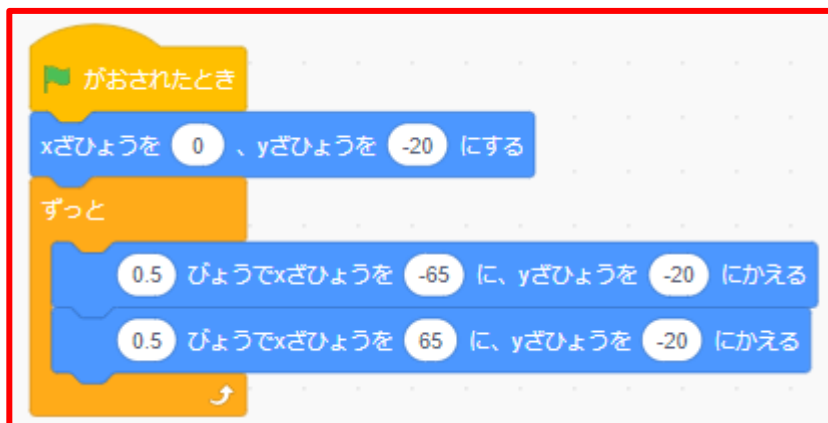 がおされたとき
xざひょうを 0 、yざひょうを -20 にする
ずっと
0.5 びょうでxざひょうを -65 に、yざひょうを -20 にかえる
0.5 びょうでxざひょうを 65 に、yざひょうを -20 にかえる